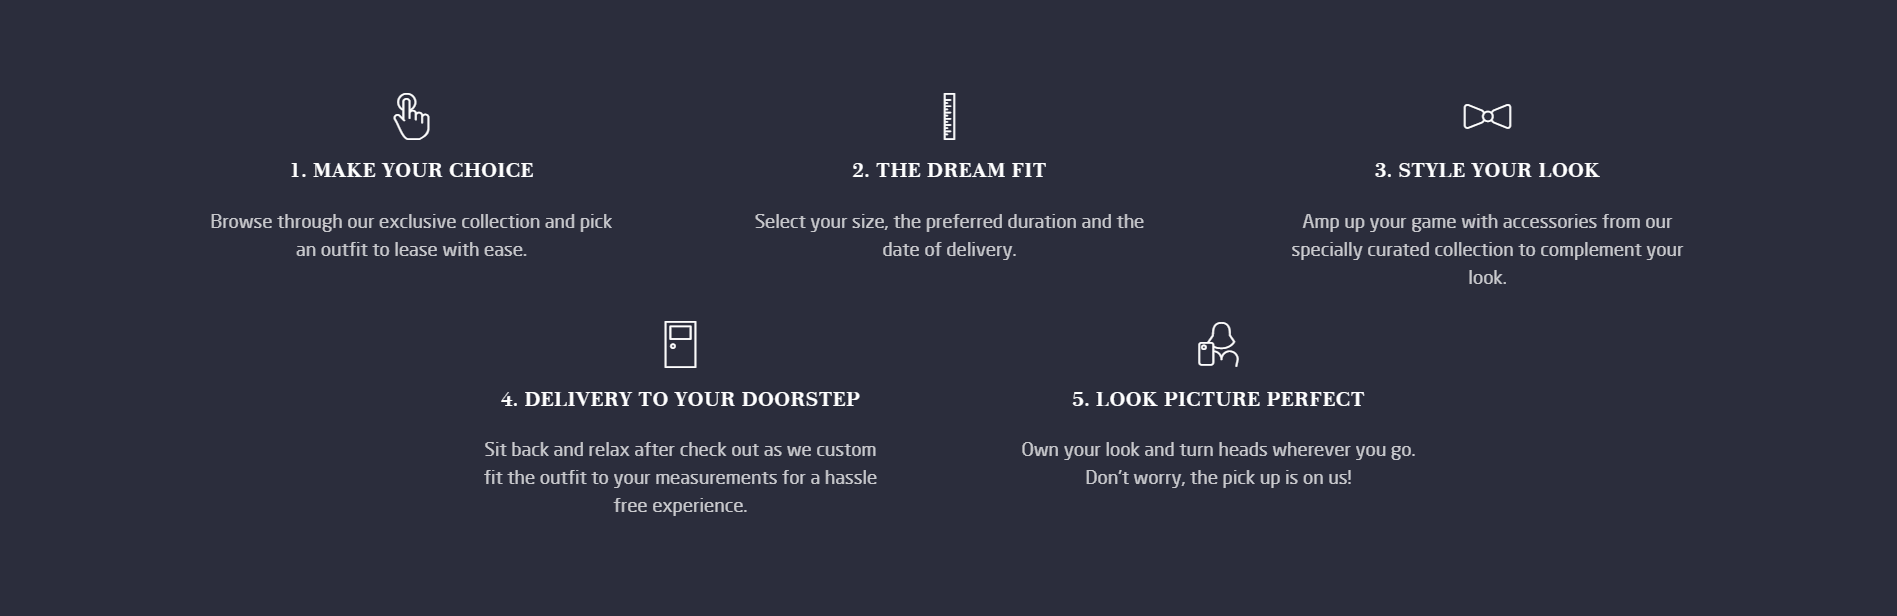 1. MAKE YOUR CHOICE
Browse through our exclusive collection and pick
an outfit to lease with ease.
2. THE DREAM FIT
Select your size, the preferred duration and the
date of delivery.
3. STYLE YOUR LOOK
Amp up your game with accessories from our
specially curated collection to complement your
look.
4. DELIVERY TO YOUR DOORSTEP
Sit back and relax after check out as we custom
fit the outfit to your measurements for a hassle
free experience.
5. LOOK PICTURE PERFECT
Own your look and turn heads wherever you go.
Don't worry, the pick up is on us!